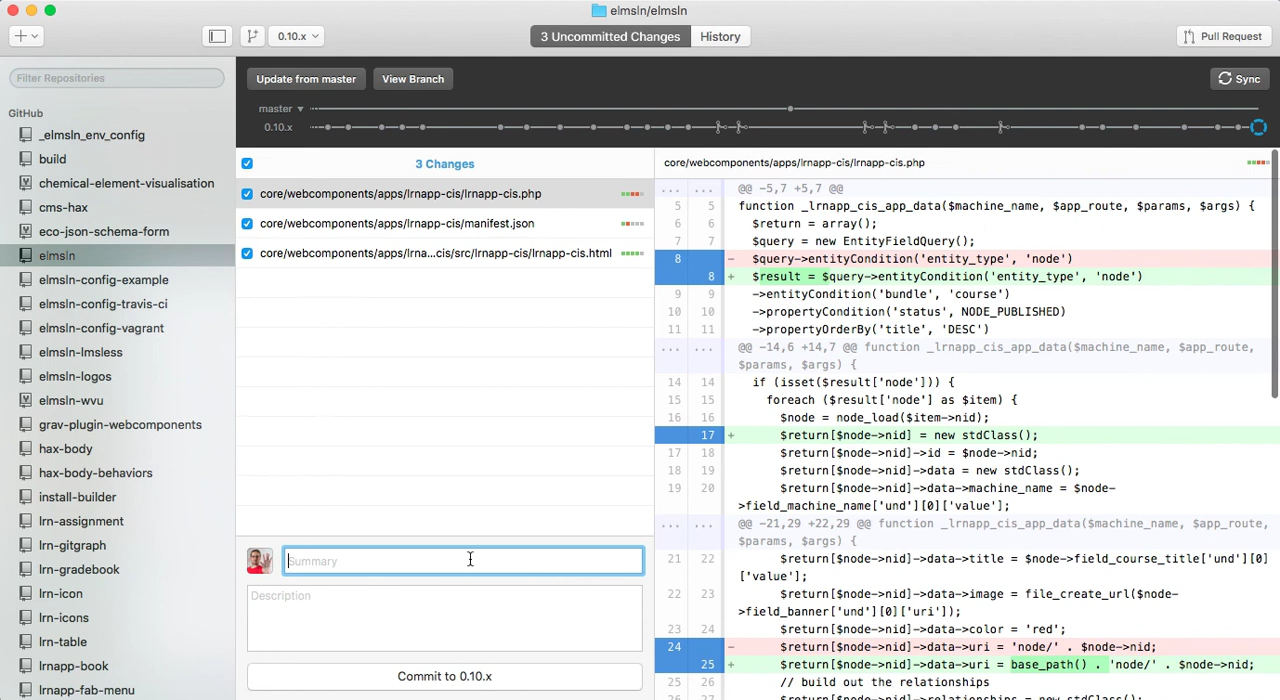 elmsln/elmsln
0.10.x
3 Uncommitted Changes
History
Pull Request
Filter Repositories
GitHub
_elmsln_env_config
build
chemical-element-visualisation
cms-hax
eco-json-schema-form
elmsln
elmsln-config-example
elmsln-config-travis-ci
elmsln-config-vagrant
elmsln-lmsless
elmsln-logos
elmsln-wvu
grav-plugin-webcomponents
hax-body
hax-body-behaviors
install-builder
lrn-assignment
lrn-gitgraph
lrn-gradebook
lrn-icon
lrn-icons
lrn-table
lrnapp-book
lrnapp-fab-menu
Update from master
View Branch
Sync
master
0.10.x
3 Changes
core/webcomponents/apps/lrnapp-cis/lrnapp-cis.php
core/webcomponents/apps/lrnapp-cis/manifest.json
core/webcomponents/apps/lrna...cis/src/lrnapp-cis/lrnapp-cis.html
Summary
Description
Commit to 0.10.x
core/webcomponents/apps/lrnapp-cis/lrnapp-cis.php
... ... @@ -5,7 +5,7 @@
5 5 function _lrnapp_cis_app_data($machine_name, $app_route, $params, $args) {
6 6 $return = array();
7 7 $query = new EntityFieldQuery();
8 - $query->entityCondition('entity_type', 'node')
8 + $result = $query->entityCondition('entity_type', 'node')
9 9 ->entityCondition('bundle', 'course')
10 10 ->propertyCondition('status', NODE_PUBLISHED)
11 11 ->propertyOrderBy('title', 'DESC')
... ... @@ -14,6 +14,7 @@ function _lrnapp_cis_app_data($machine_name, $app_route,
$params, $args) {
14 14 if (isset($result['node'])) {
15 15 foreach ($result['node'] as $item) {
16 16 $node = node_load($item->nid);
17 + $return[$node->nid] = new stdClass();
17 18 $return[$node->nid]->id = $node->nid;
18 19 $return[$node->nid]->data = new stdClass();
19 20 $return[$node->nid]->data->machine_name = $node-
>field_machine_name['und'][0]['value'];
... ... @@ -21,29 +22,29 @@ function _lrnapp_cis_app_data($machine_name, $app_route,
$params, $args) {
21 22 $return[$node->nid]->data->title = $node->field_course_title['und'][0]
['value'];
22 23 $return[$node->nid]->data->image = file_create_url($node-
>field_banner['und'][0]['uri']);
23 24 $return[$node->nid]->data->color = 'red';
24 - $return[$node->nid]->data->uri = 'node/' . $node->nid;
25 + $return[$node->nid]->data->uri = base_path() . 'node/' . $node->nid;
25 26 // build out the relationships
26 27 $return[$node->nid]->relationships = new stdClass();